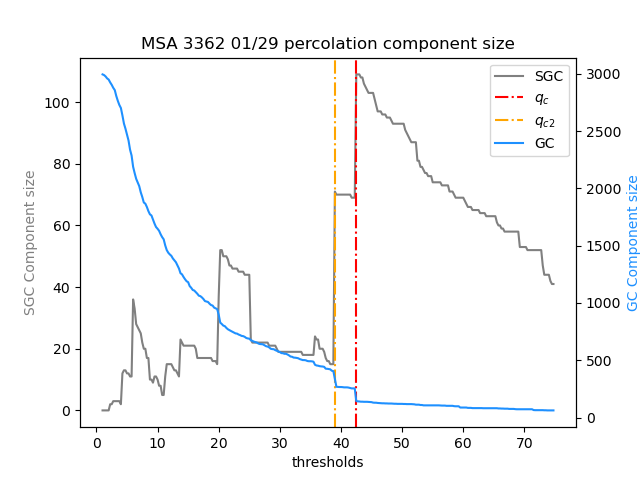 MSA 3362 01/29 percolation component size
SGC Component size
0
20
40
60
80
100
0
500
1000
1500
2000
2500
3000
GC Component size
SGC
q_c
q_{c2}
GC
0 10 20 30 40 50 60 70
thresholds